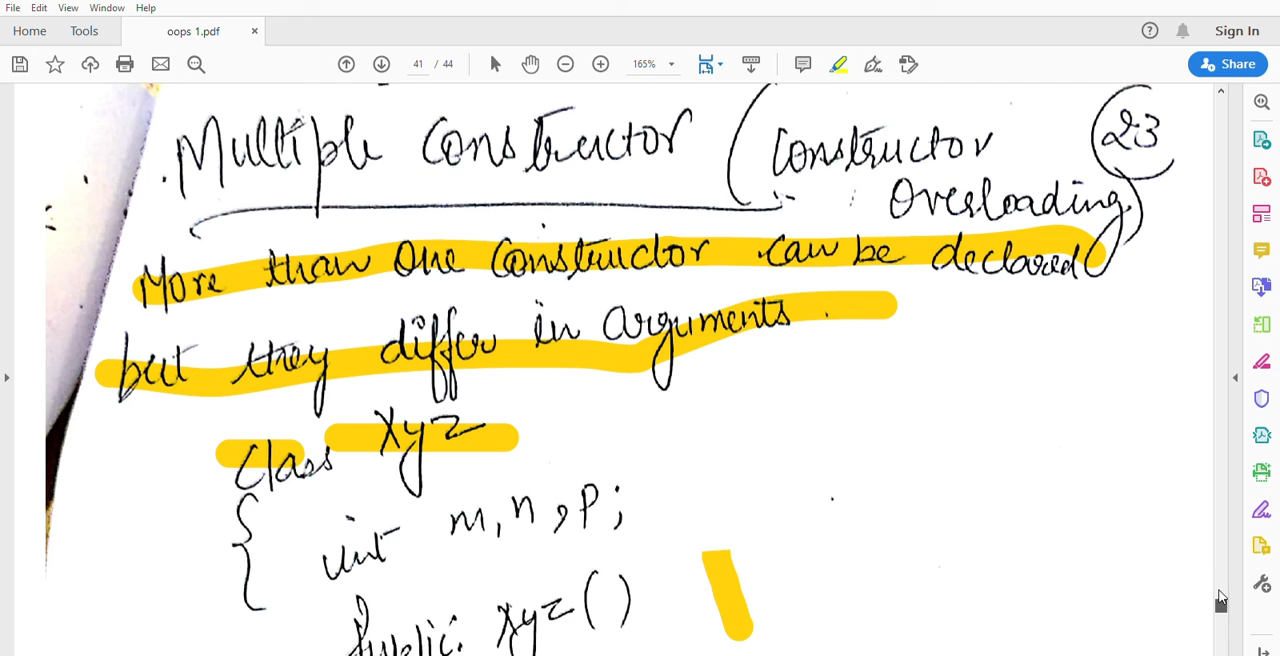 File Edit View Window Help
Home Tools oops 1.pdf × Sign In
41 / 44 165% Share
Multiple Constructor (Constructor Overloading) 23
More than One Constructor can be declared
but they differ in arguments.
Class Xyz
{ int m, n, P;
Public: Xyz()